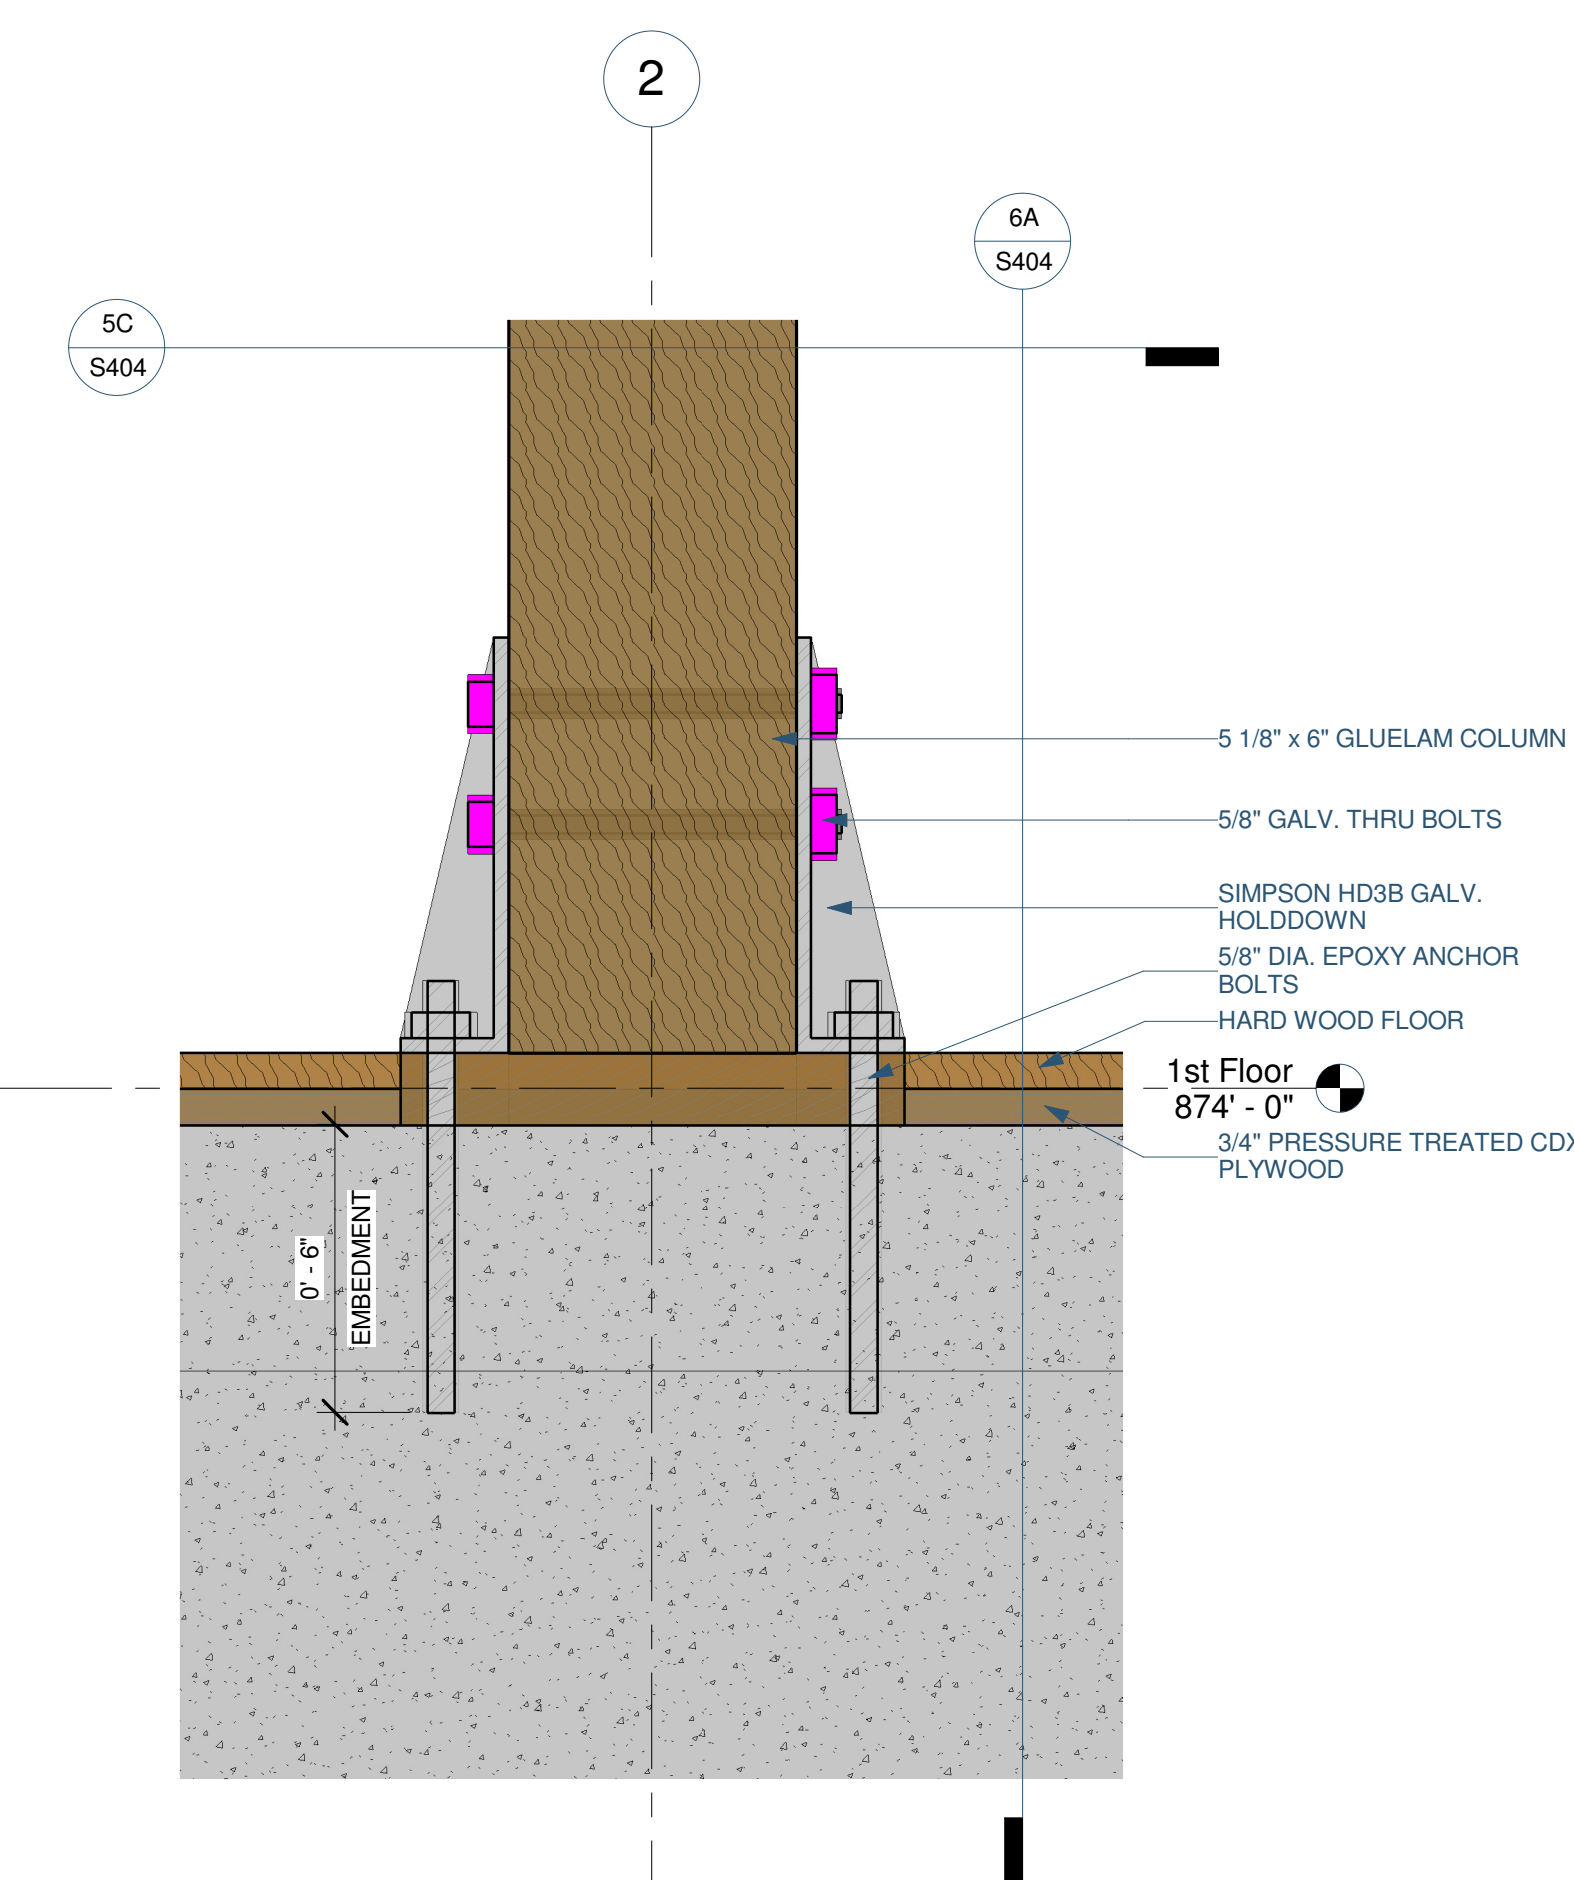 2
6A
S404
5C
S404
5 1/8" x 6" GLUELAM COLUMN
5/8" GALV. THRU BOLTS
SIMPSON HD3B GALV.
HOLDDOWN
5/8" DIA. EPOXY ANCHOR
BOLTS
HARD WOOD FLOOR
1st Floor
874' - 0"
3/4" PRESSURE TREATED CDX
PLYWOOD
0' - 6"
EMBEDMENT